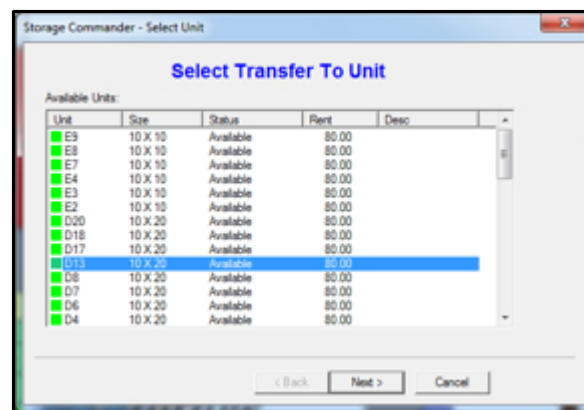 Storage Commander - Select Unit
Select Transfer To Unit
Available Units:
Unit Size Status Rent Desc
E9 10 X 10 Available 80.00
E8 10 X 10 Available 80.00
E7 10 X 10 Available 80.00
E4 10 X 10 Available 80.00
E3 10 X 10 Available 80.00
E2 10 X 10 Available 80.00
D20 10 X 20 Available 80.00
D18 10 X 20 Available 80.00
D17 10 X 20 Available 80.00
D13 10 X 20 Available 80.00
D8 10 X 20 Available 80.00
D7 10 X 20 Available 80.00
D6 10 X 20 Available 80.00
D4 10 X 20 Available 80.00
< Back Next > Cancel